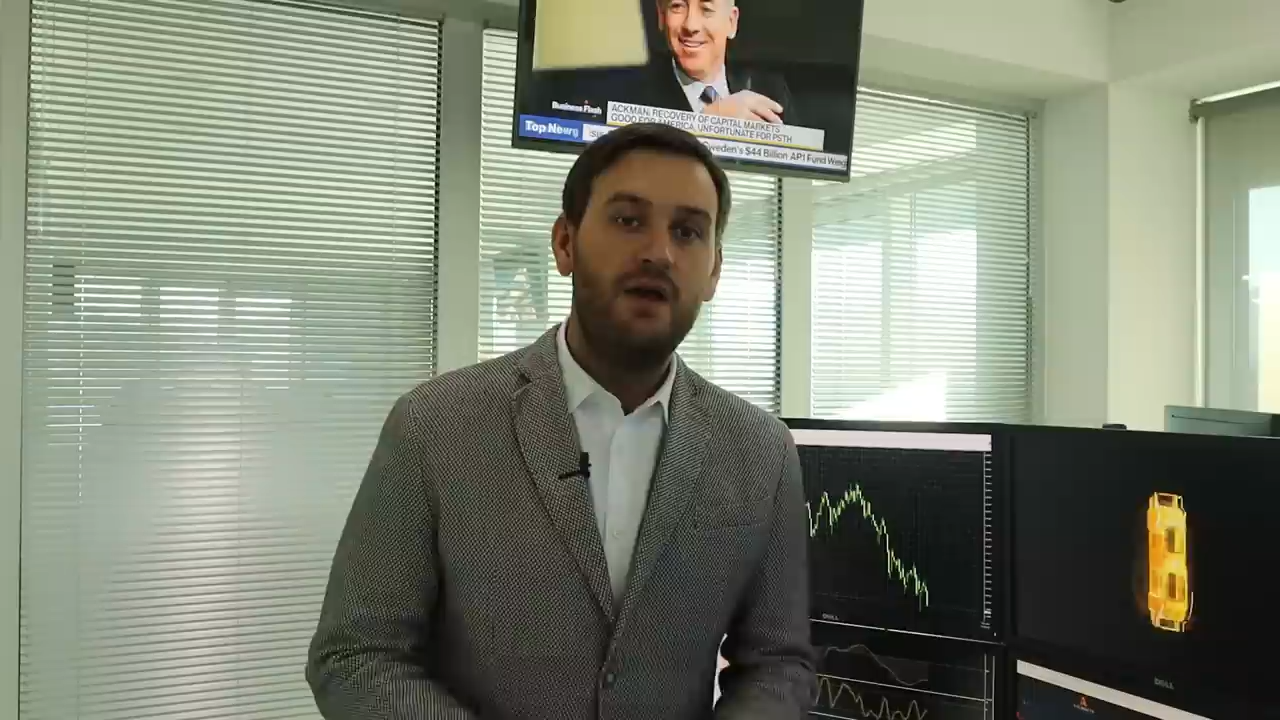 Business Flash
ACKMAN: RECOVERY OF CAPITAL MARKETS
GOOD FOR AMERICA, UNFORTUNATE FOR PSTH
Top News
Sweden's $44 Billion AP1 Fund Weig
DELL
DELL